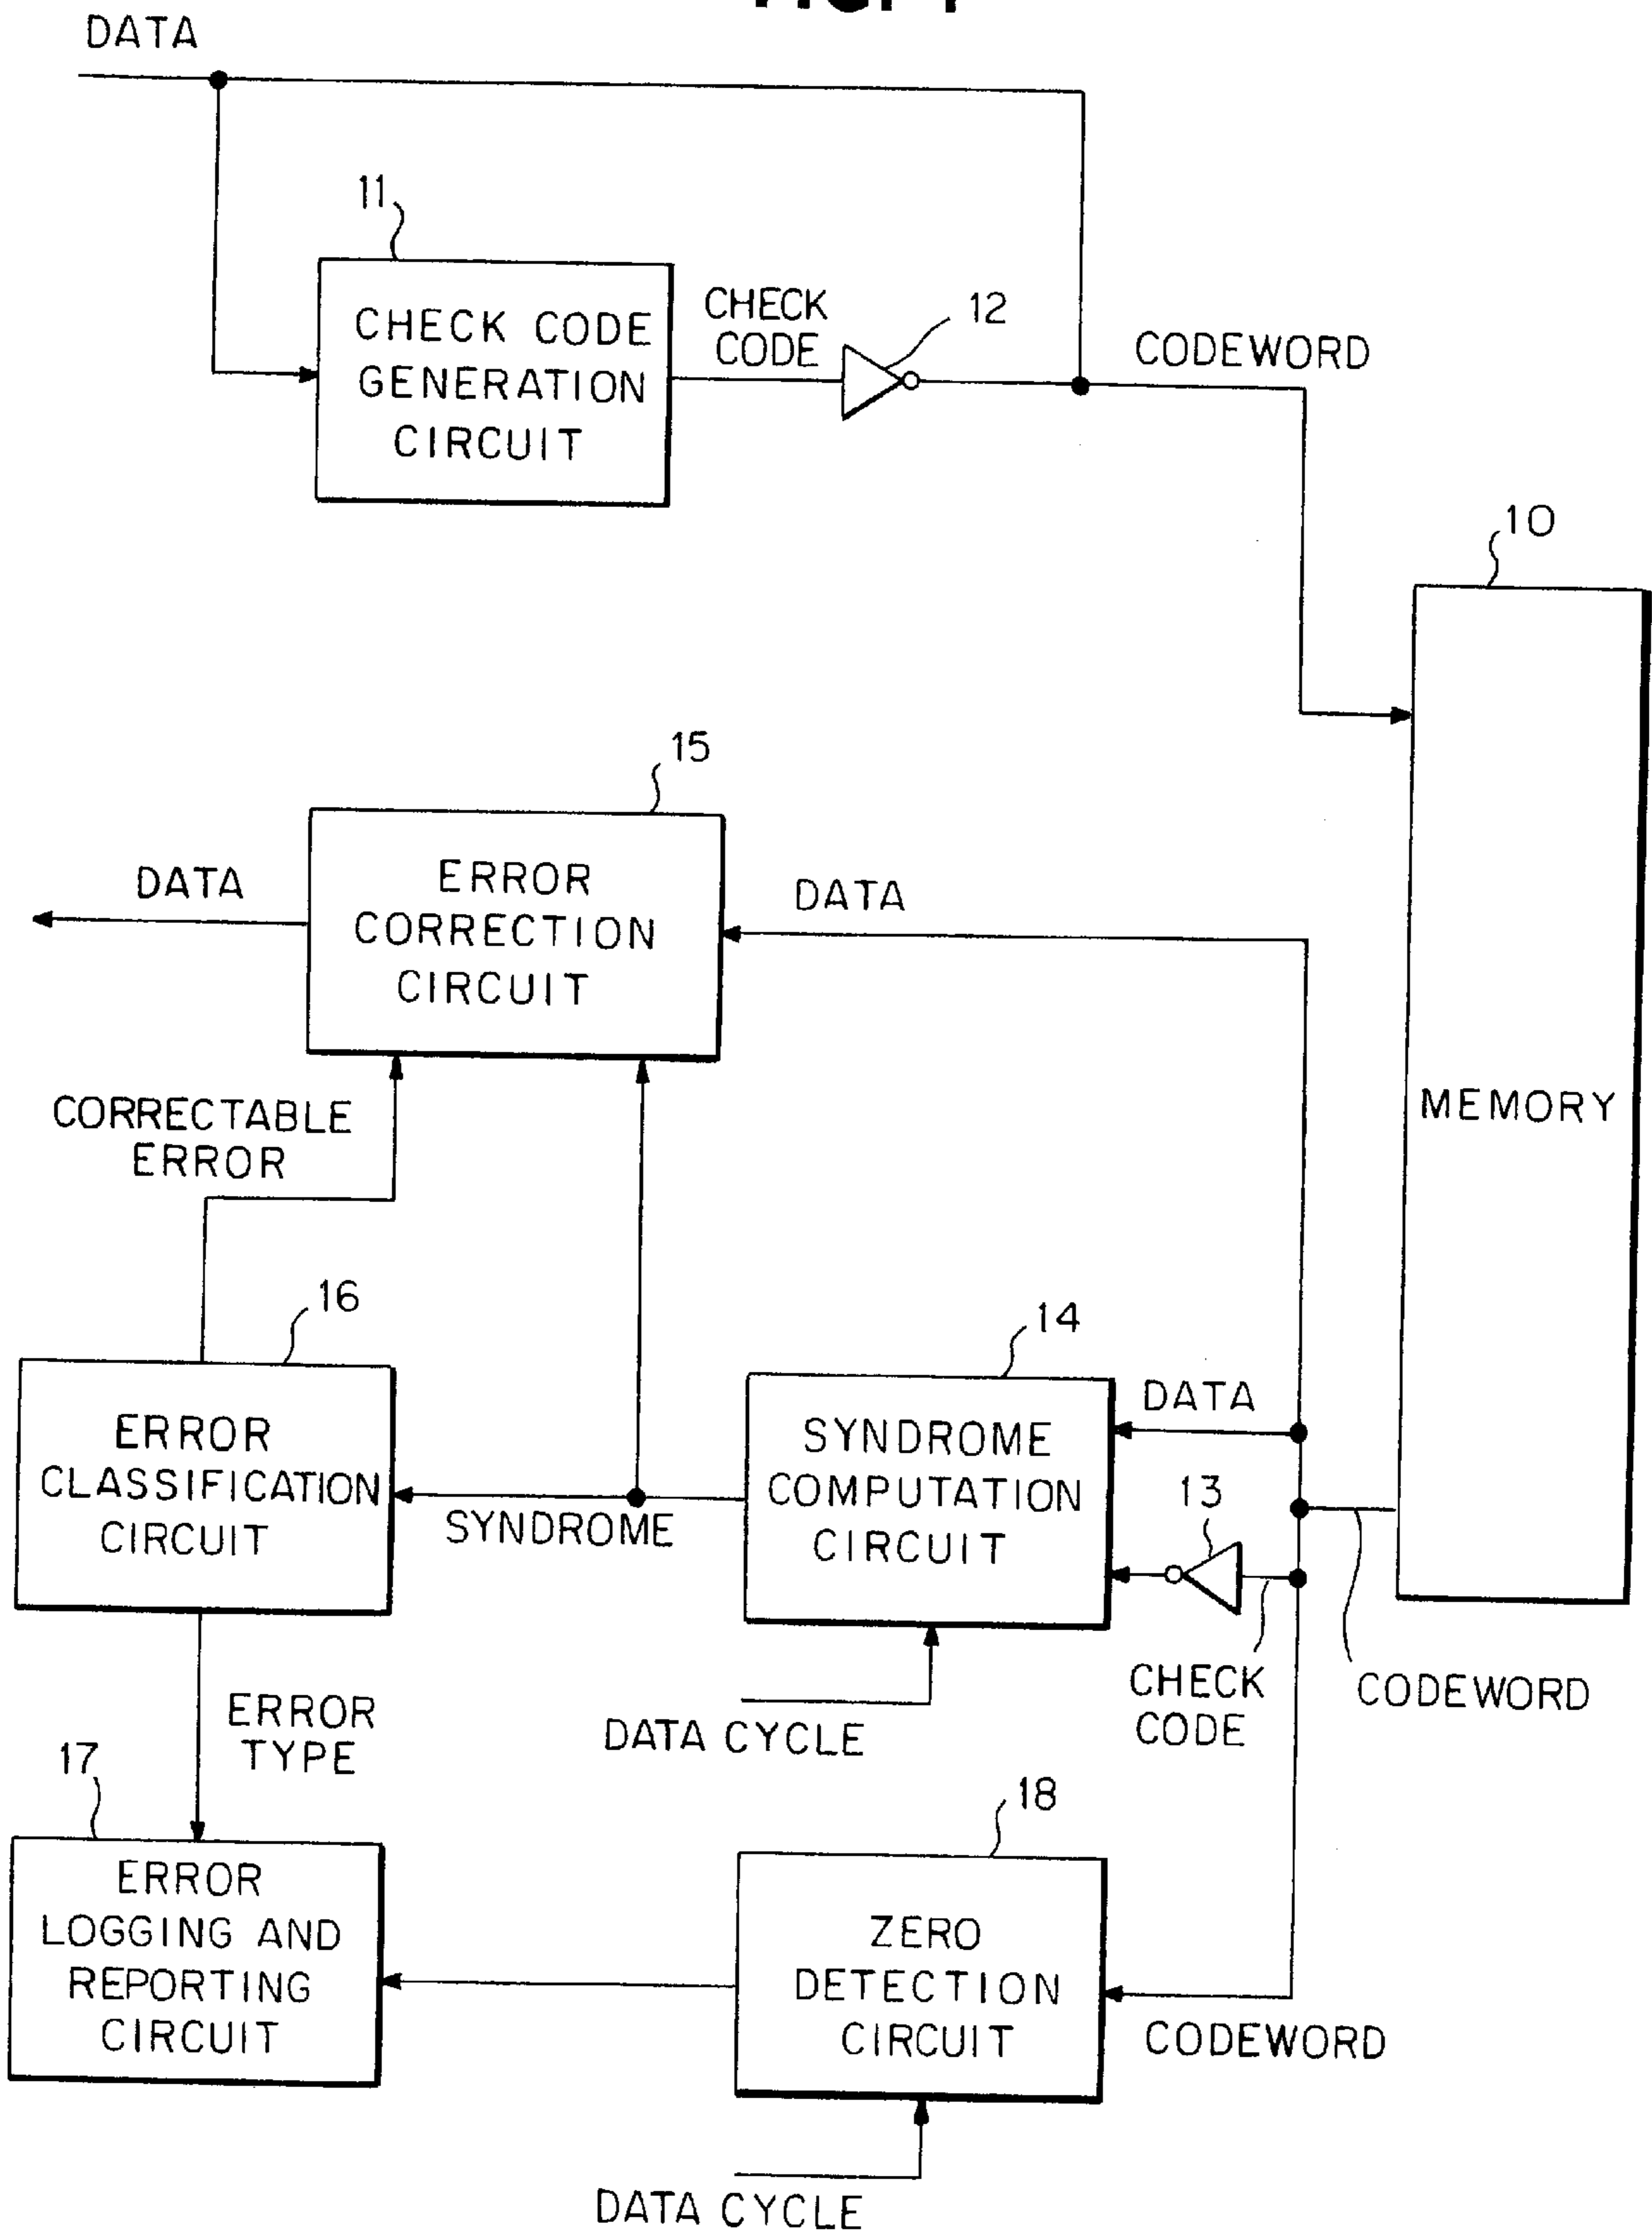 DATA
11
CHECK CODE
GENERATION
CIRCUIT
CHECK
CODE
12
CODEWORD
10
MEMORY
15
ERROR
CORRECTION
CIRCUIT
DATA
DATA
CORRECTABLE
ERROR
16
ERROR
CLASSIFICATION
CIRCUIT
SYNDROME
14
SYNDROME
COMPUTATION
CIRCUIT
DATA
13
CHECK
CODE
CODEWORD
DATA CYCLE
ERROR
TYPE
17
ERROR
LOGGING AND
REPORTING
CIRCUIT
18
ZERO
DETECTION
CIRCUIT
CODEWORD
DATA CYCLE